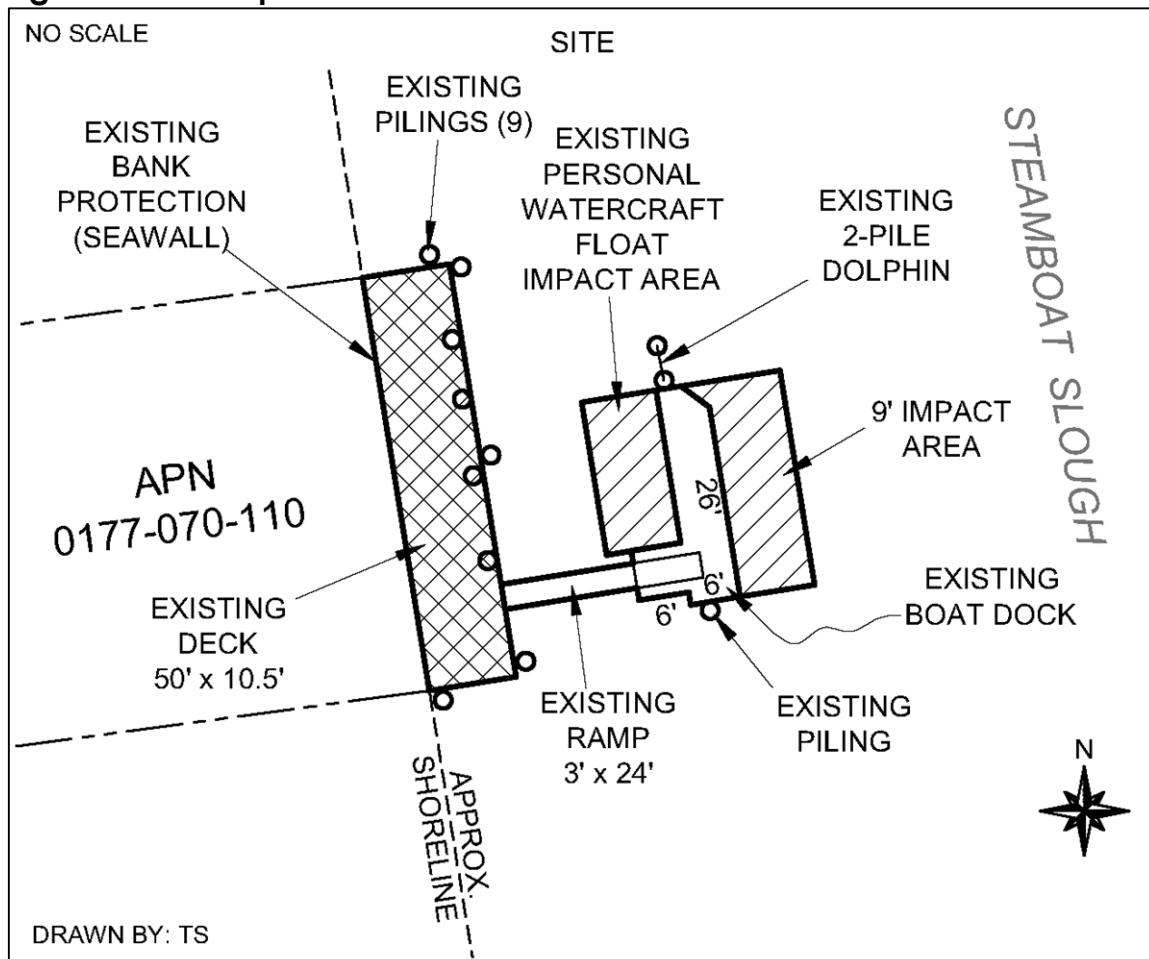 NO SCALE
SITE
EXISTING
PILINGS (9)
EXISTING
BANK
PROTECTION
(SEAWALL)
EXISTING
PERSONAL
WATERCRAFT
FLOAT
IMPACT AREA
EXISTING
2-PILE
DOLPHIN
STEAMBOAT SLOUGH
9' IMPACT
AREA
APN
0177-070-110
26'
6'
6'
EXISTING
BOAT DOCK
EXISTING
DECK
50' x 10.5'
EXISTING
RAMP
3' x 24'
EXISTING
PILING
APPROX.
SHORELINE
N
DRAWN BY: TS